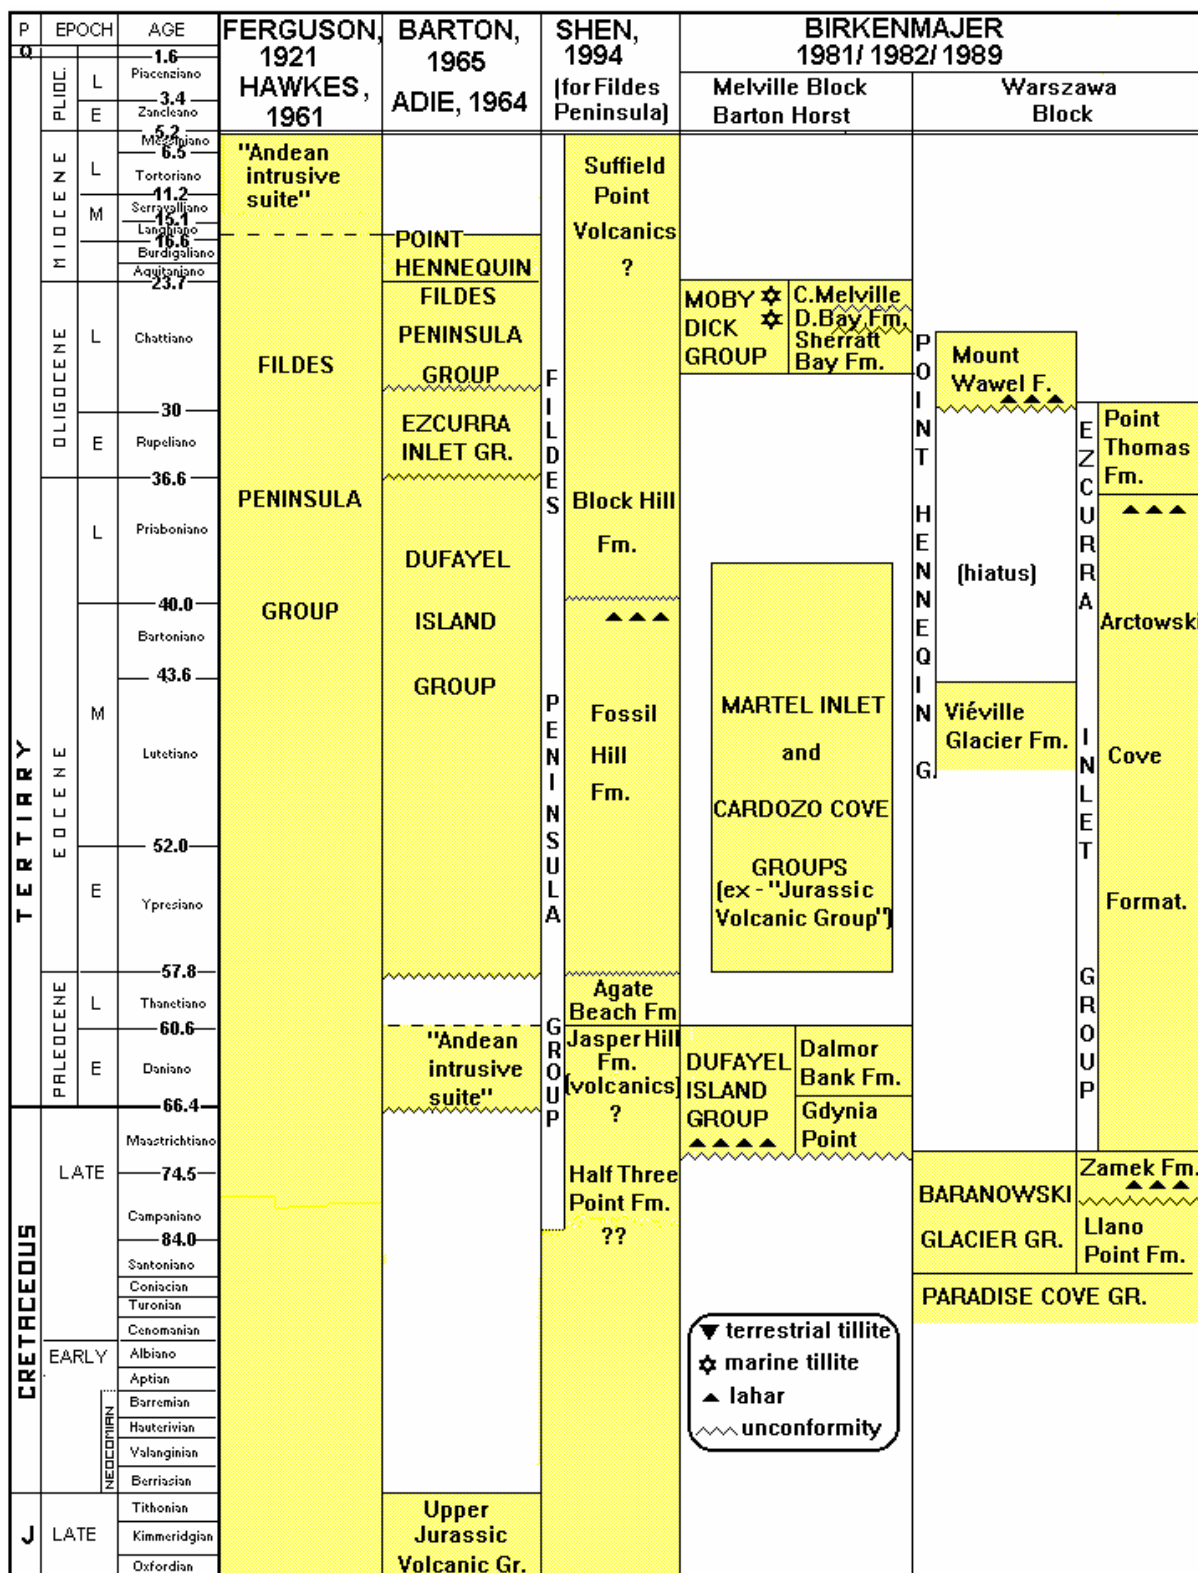 P
EPOCH
AGE
FERGUSON,
1921
HAWKES,
1961
BARTON,
1965
ADIE, 1964
SHEN,
1994
(for Fildes
Peninsula)
BIRKENMAJER
1981/ 1982/ 1989
Melville Block
Barton Horst
Warszawa
Block
Q
TERTIARY
CRETACEOUS
J
PLIOC.
L
E
MIOCENE
L
M
OLIGOCENE
L
E
EOCENE
L
M
E
PALEOCENE
L
E
LATE
EARLY
NEOCOMIAN
LATE
1.6
Piacenziano
3.4
Zancleano
5.2
Messiniano
6.5
Tortoriano
11.2
Serravalliano
15.1
Langhiano
16.6
Burdigaliano
Aquitaniano
23.7
Chattiano
30
Rupeliano
36.6
Priaboniano
40.0
Bartoniano
43.6
Lutetiano
52.0
Ypresiano
57.8
Thanetiano
60.6
Daniano
66.4
Maastrichtiano
74.5
Campaniano
84.0
Santoniano
Coniacian
Turonian
Cenomanian
Albiano
Aptian
Barremian
Hauterivian
Valanginian
Berriasian
Tithonian
Kimmeridgian
Oxfordian
"Andean
intrusive
suite"
FILDES
PENINSULA
GROUP
POINT
HENNEQUIN
FILDES
PENINSULA
GROUP
EZCURRA
INLET GR.
DUFAYEL
ISLAND
GROUP
"Andean
intrusive
suite"
Upper
Jurassic
Volcanic Gr.
FILDES PENINSULA GROUP
Suffield
Point
Volcanics
?
Block Hill
Fm.
Fossil
Hill
Fm.
Agate
Beach Fm
Jasper Hill
Fm.
(volcanics)
?
Half Three
Point Fm.
??
MOBY
DICK
GROUP
C.Melville
D.Bay Fm.
Sherratt
Bay Fm.
MARTEL INLET
and
CARDOZO COVE
GROUPS
(ex - "Jurassic
Volcanic Group")
DUFAYEL
ISLAND
GROUP
Dalmor
Bank Fm.
Gdynia
Point
POINT HENNEQIN G.
Mount
Wawel F.
(hiatus)
Viéville
Glacier Fm.
EZCURRA INLET GROUP
Point
Thomas
Fm.
Arctowski
Cove
Format.
BARANOWSKI
GLACIER GR.
Zamek Fm.
Llano
Point Fm.
PARADISE COVE GR.
terrestrial tillite
marine tillite
lahar
unconformity